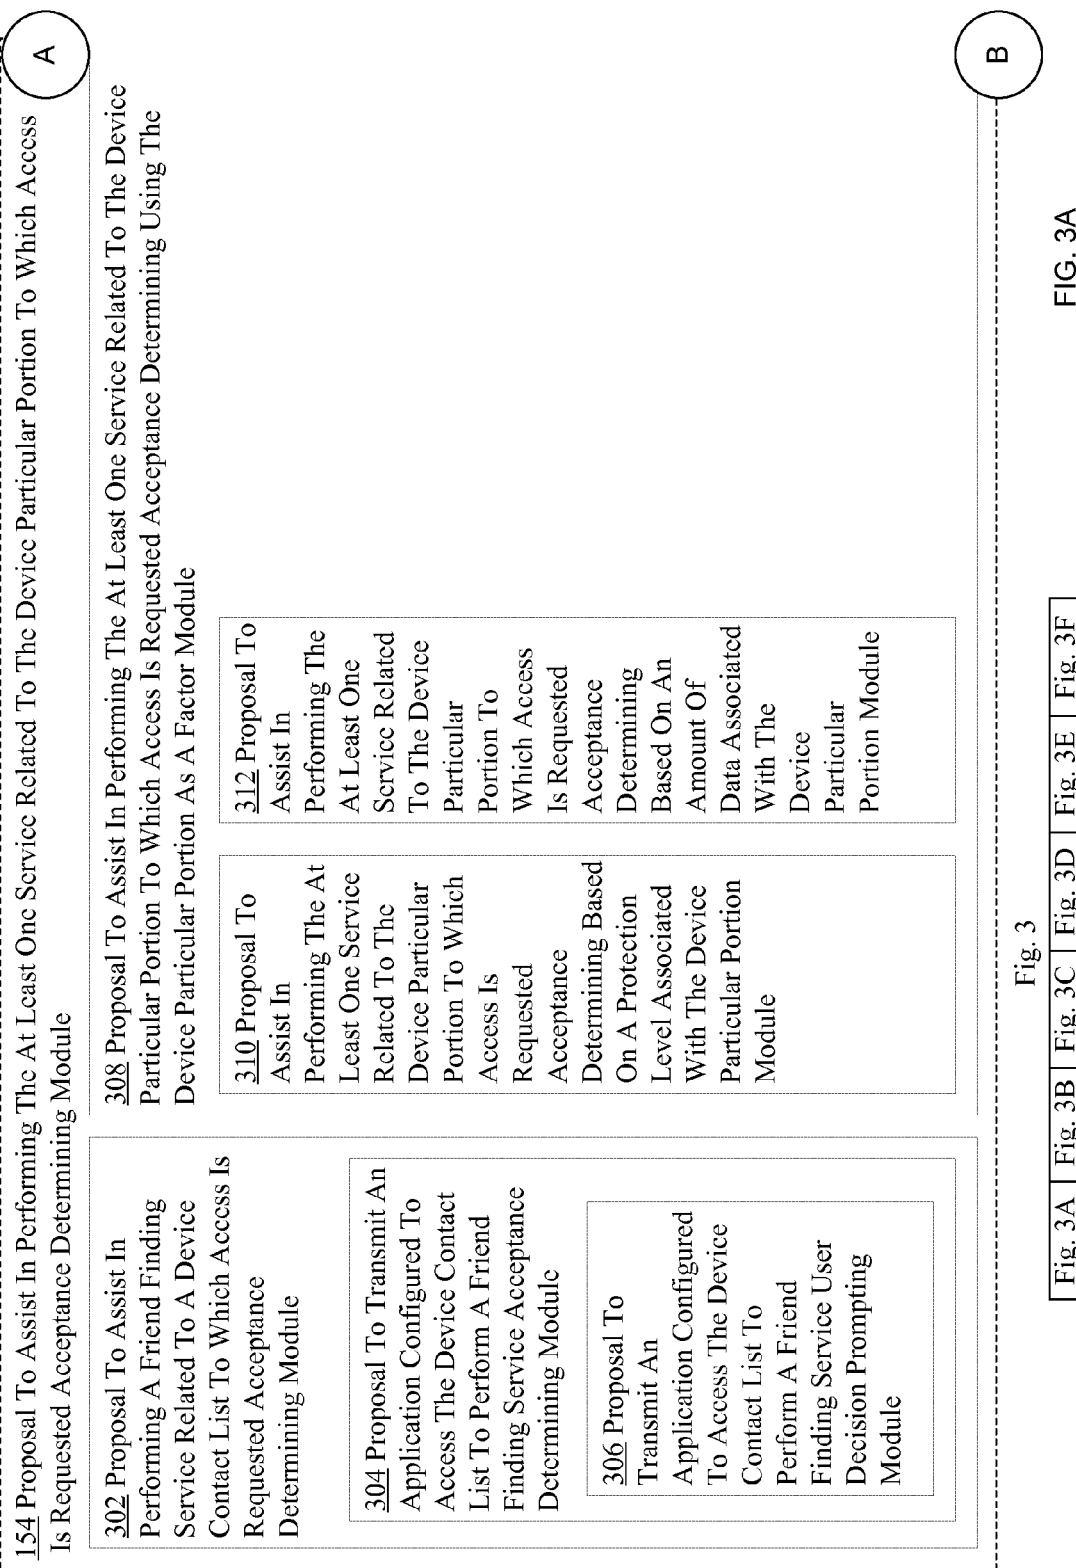 154 Proposal To Assist In Performing The At Least One Service Related To The Device Particular Portion To Which Access
Is Requested Acceptance Determining Module
A
302 Proposal To Assist In
Performing A Friend Finding
Service Related To A Device
Contact List To Which Access Is
Requested Acceptance
Determining Module
304 Proposal To Transmit An
Application Configured To
Access The Device Contact
List To Perform A Friend
Finding Service Acceptance
Determining Module
306 Proposal To
Transmit An
Application Configured
To Access The Device
Contact List To
Perform A Friend
Finding Service User
Decision Prompting
Module
308 Proposal To Assist In Performing The At Least One Service Related To The Device
Particular Portion To Which Access Is Requested Acceptance Determining Using The
Device Particular Portion As A Factor Module
310 Proposal To
Assist In
Performing The At
Least One Service
Related To The
Device Particular
Portion To Which
Access Is
Requested
Acceptance
Determining Based
On A Protection
Level Associated
With The Device
Particular Portion
Module
312 Proposal To
Assist In
Performing The
At Least One
Service Related
To The Device
Particular
Portion To
Which Access
Is Requested
Acceptance
Determining
Based On An
Amount Of
Data Associated
With The
Device
Particular
Portion Module
B
Fig. 3
Fig. 3A Fig. 3B Fig. 3C Fig. 3D Fig. 3E Fig. 3F
FIG. 3A